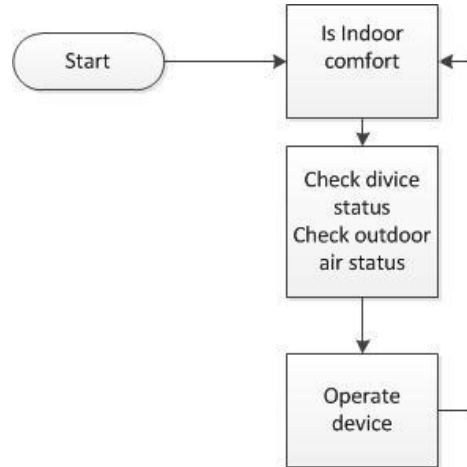 Start
Is Indoor
comfort
Check divice
status
Check outdoor
air status
Operate
device